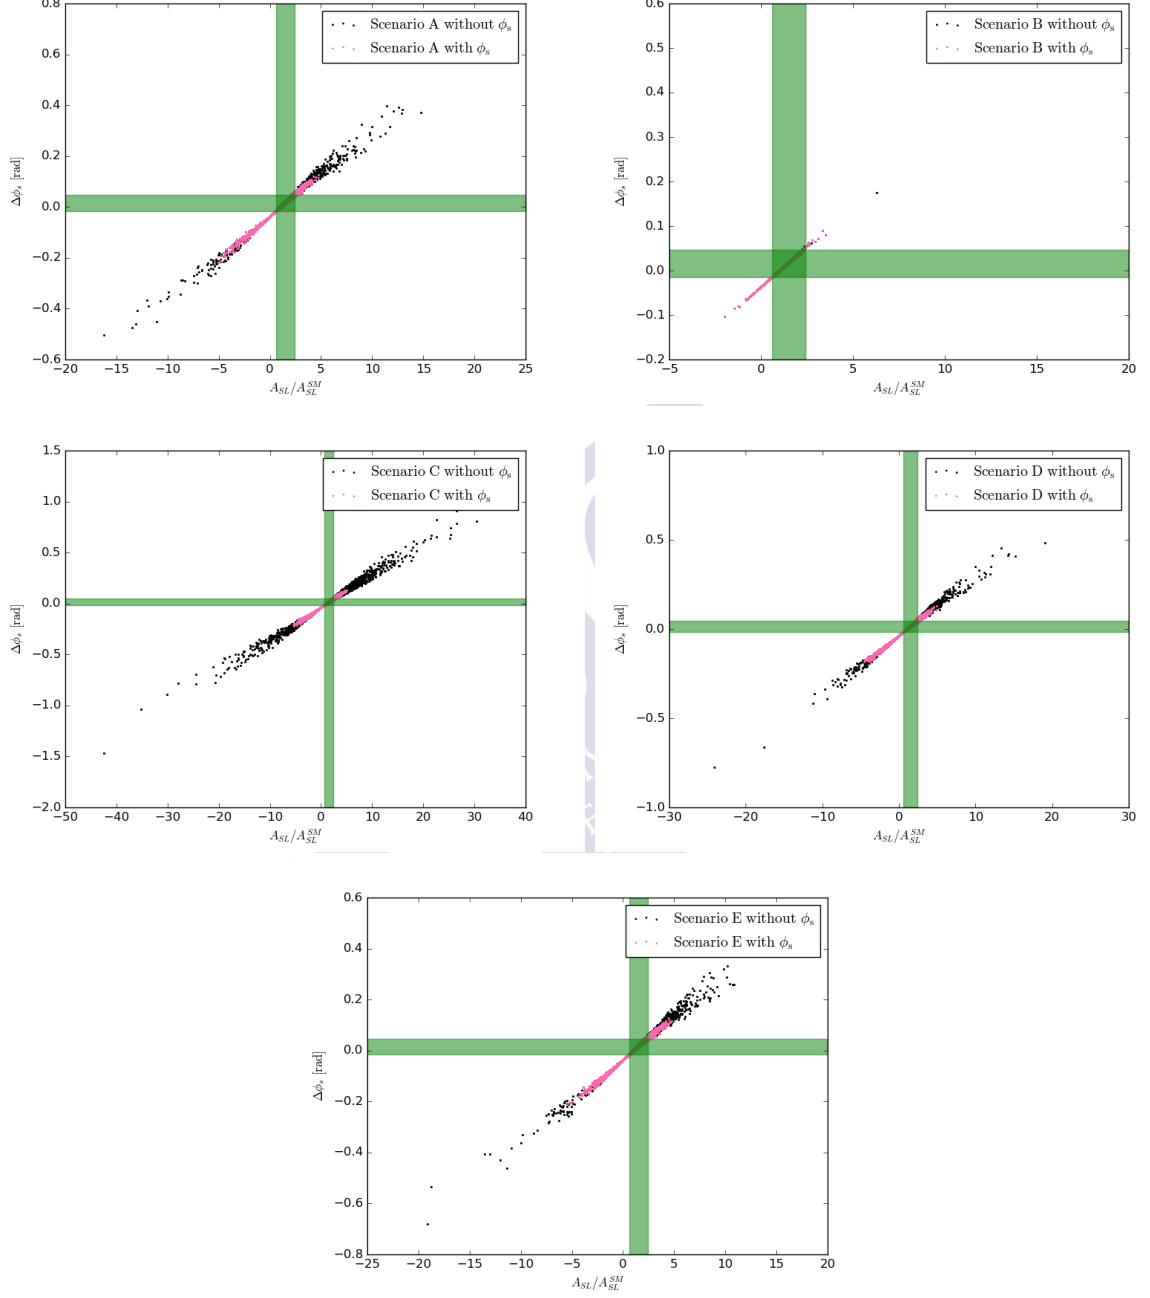 0.8
0.6
0.4
0.2
0.0
−0.2
−0.4
−0.6
Δϕs [rad]
−20 −15 −10 −5 0 5 10 15 20 25
ASL/ASL^SM
Scenario A without ϕs
Scenario A with ϕs
0.6
0.5
0.4
0.3
0.2
0.1
0.0
−0.1
−0.2
Δϕs [rad]
−5 0 5 10 15 20
ASL/ASL^SM
Scenario B without ϕs
Scenario B with ϕs
1.5
1.0
0.5
0.0
−0.5
−1.0
−1.5
−2.0
Δϕs [rad]
−50 −40 −30 −20 −10 0 10 20 30 40
ASL/ASL^SM
Scenario C without ϕs
Scenario C with ϕs
1.0
0.5
0.0
−0.5
−1.0
Δϕs [rad]
−30 −20 −10 0 10 20 30
ASL/ASL^SM
Scenario D without ϕs
Scenario D with ϕs
0.6
0.4
0.2
0.0
−0.2
−0.4
−0.6
−0.8
Δϕs [rad]
−25 −20 −15 −10 −5 0 5 10 15 20
ASL/ASL^SM
Scenario E without ϕs
Scenario E with ϕs